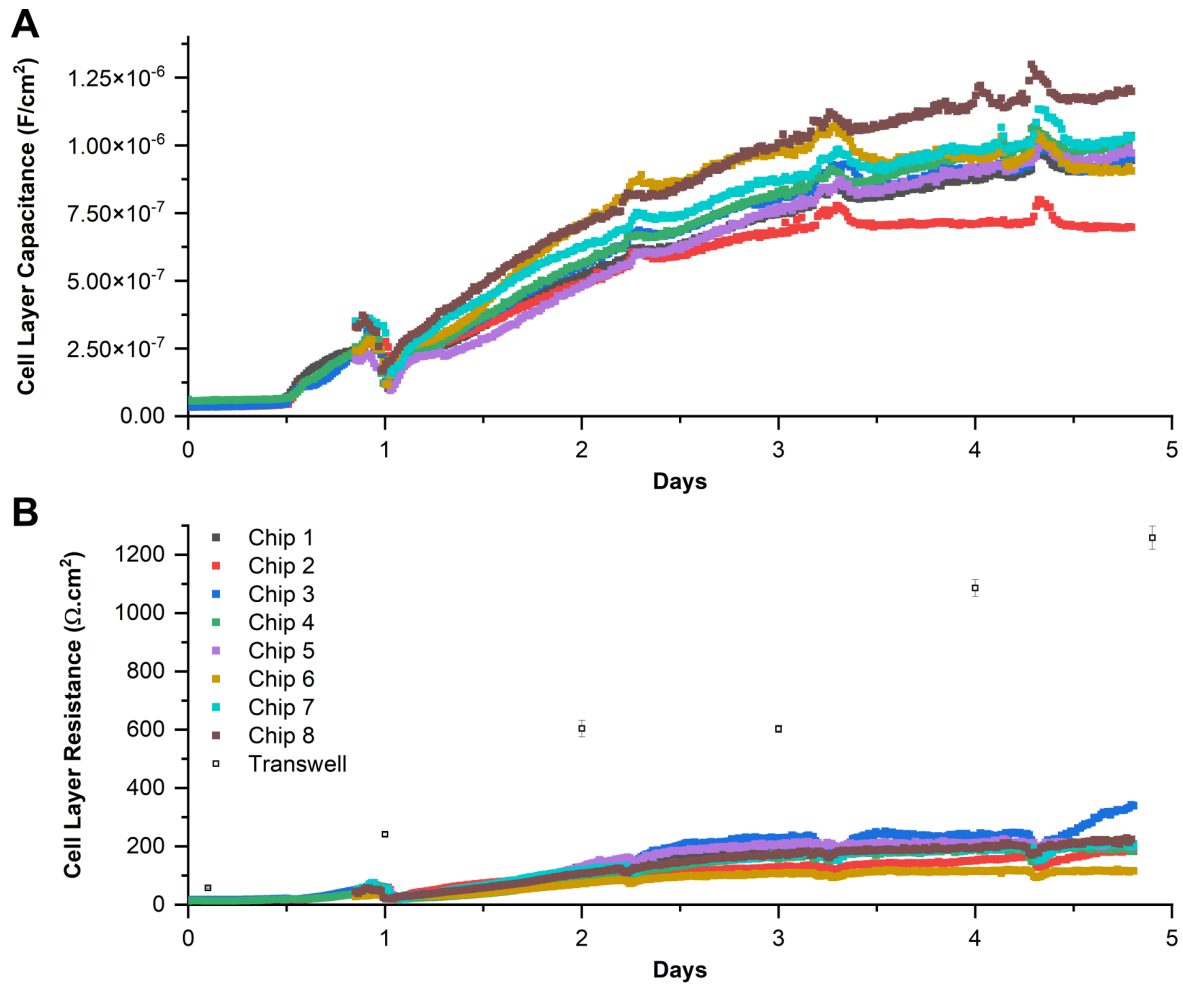 A
Cell Layer Capacitance (F/cm²)
1.25×10⁻⁶
1.00×10⁻⁶
7.50×10⁻⁷
5.00×10⁻⁷
2.50×10⁻⁷
0.00
0 1 2 3 4 5
Days
B
Cell Layer Resistance (Ω.cm²)
1200
1000
800
600
400
200
0
Chip 1
Chip 2
Chip 3
Chip 4
Chip 5
Chip 6
Chip 7
Chip 8
Transwell
0 1 2 3 4 5
Days